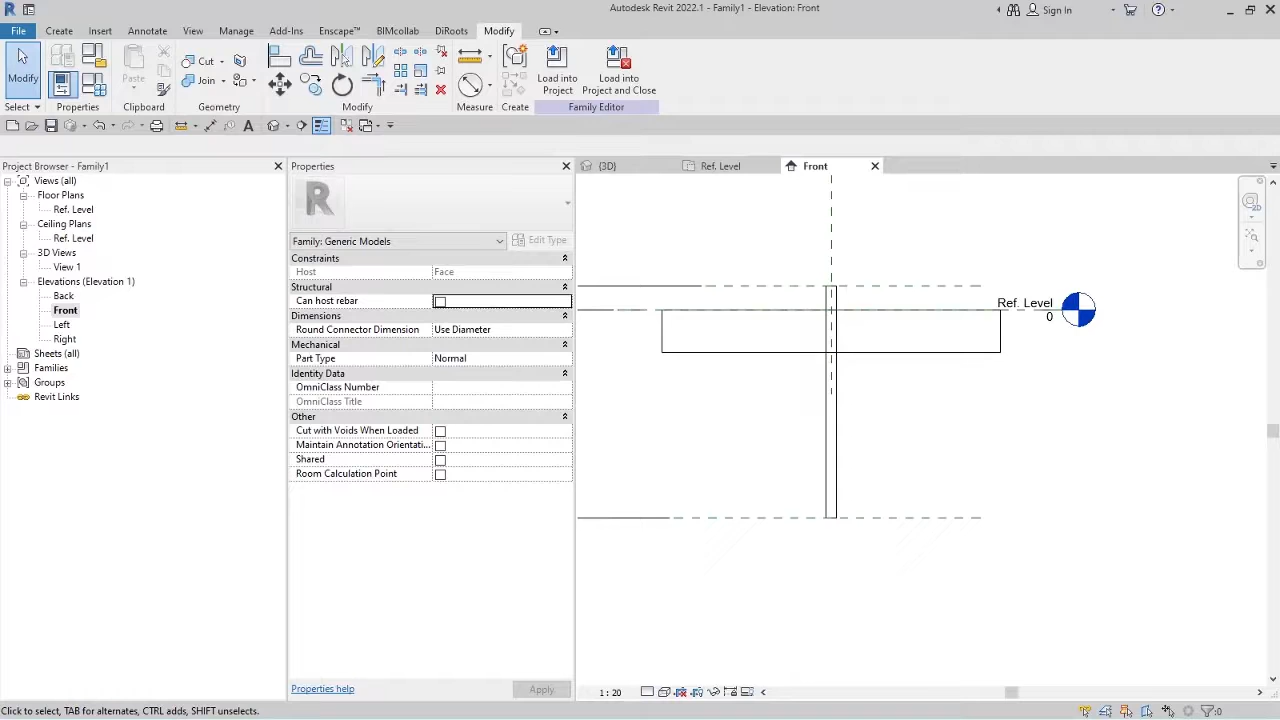 Autodesk Revit 2022.1 - Family1 - Elevation: Front
Sign In
File Create Insert Annotate View Manage Add-Ins Enscape™ BIMcollab DiRoots Modify
Modify
Paste
Cut
Join
Load into
Project
Load into
Project and Close
Select Properties Clipboard Geometry Modify Measure Create Family Editor
Project Browser - Family1
Views (all)
Floor Plans
Ref. Level
Ceiling Plans
Ref. Level
3D Views
View 1
Elevations (Elevation 1)
Back
Front
Left
Right
Sheets (all)
Families
Groups
Revit Links
Properties
R
Family: Generic Models
Edit Type
Constraints
Host Face
Structural
Can host rebar
Dimensions
Round Connector Dimension Use Diameter
Mechanical
Part Type Normal
Identity Data
OmniClass Number
OmniClass Title
Other
Cut with Voids When Loaded
Maintain Annotation Orientati...
Shared
Room Calculation Point
Properties help
Apply
{3D}
Ref. Level
Front
2D
Ref. Level
0
1 : 20
Click to select, TAB for alternates, CTRL adds, SHIFT unselects.
:0